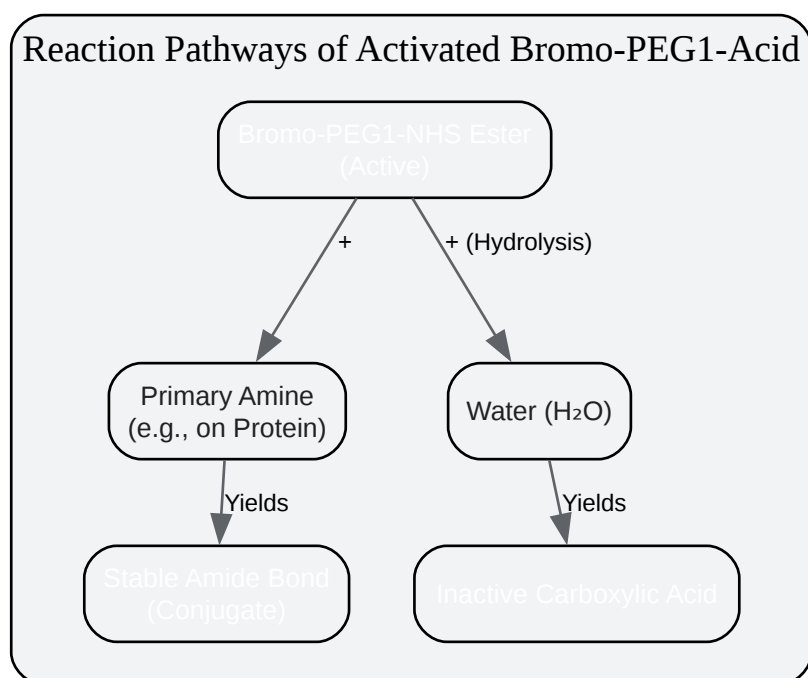 Reaction Pathways of Activated Bromo-PEG1-Acid
Bromo-PEG1-NHS Ester
(Active)
+
+ (Hydrolysis)
Primary Amine
(e.g., on Protein)
Water (H₂O)
Yields
Yields
Stable Amide Bond
(Conjugate)
Inactive Carboxylic Acid